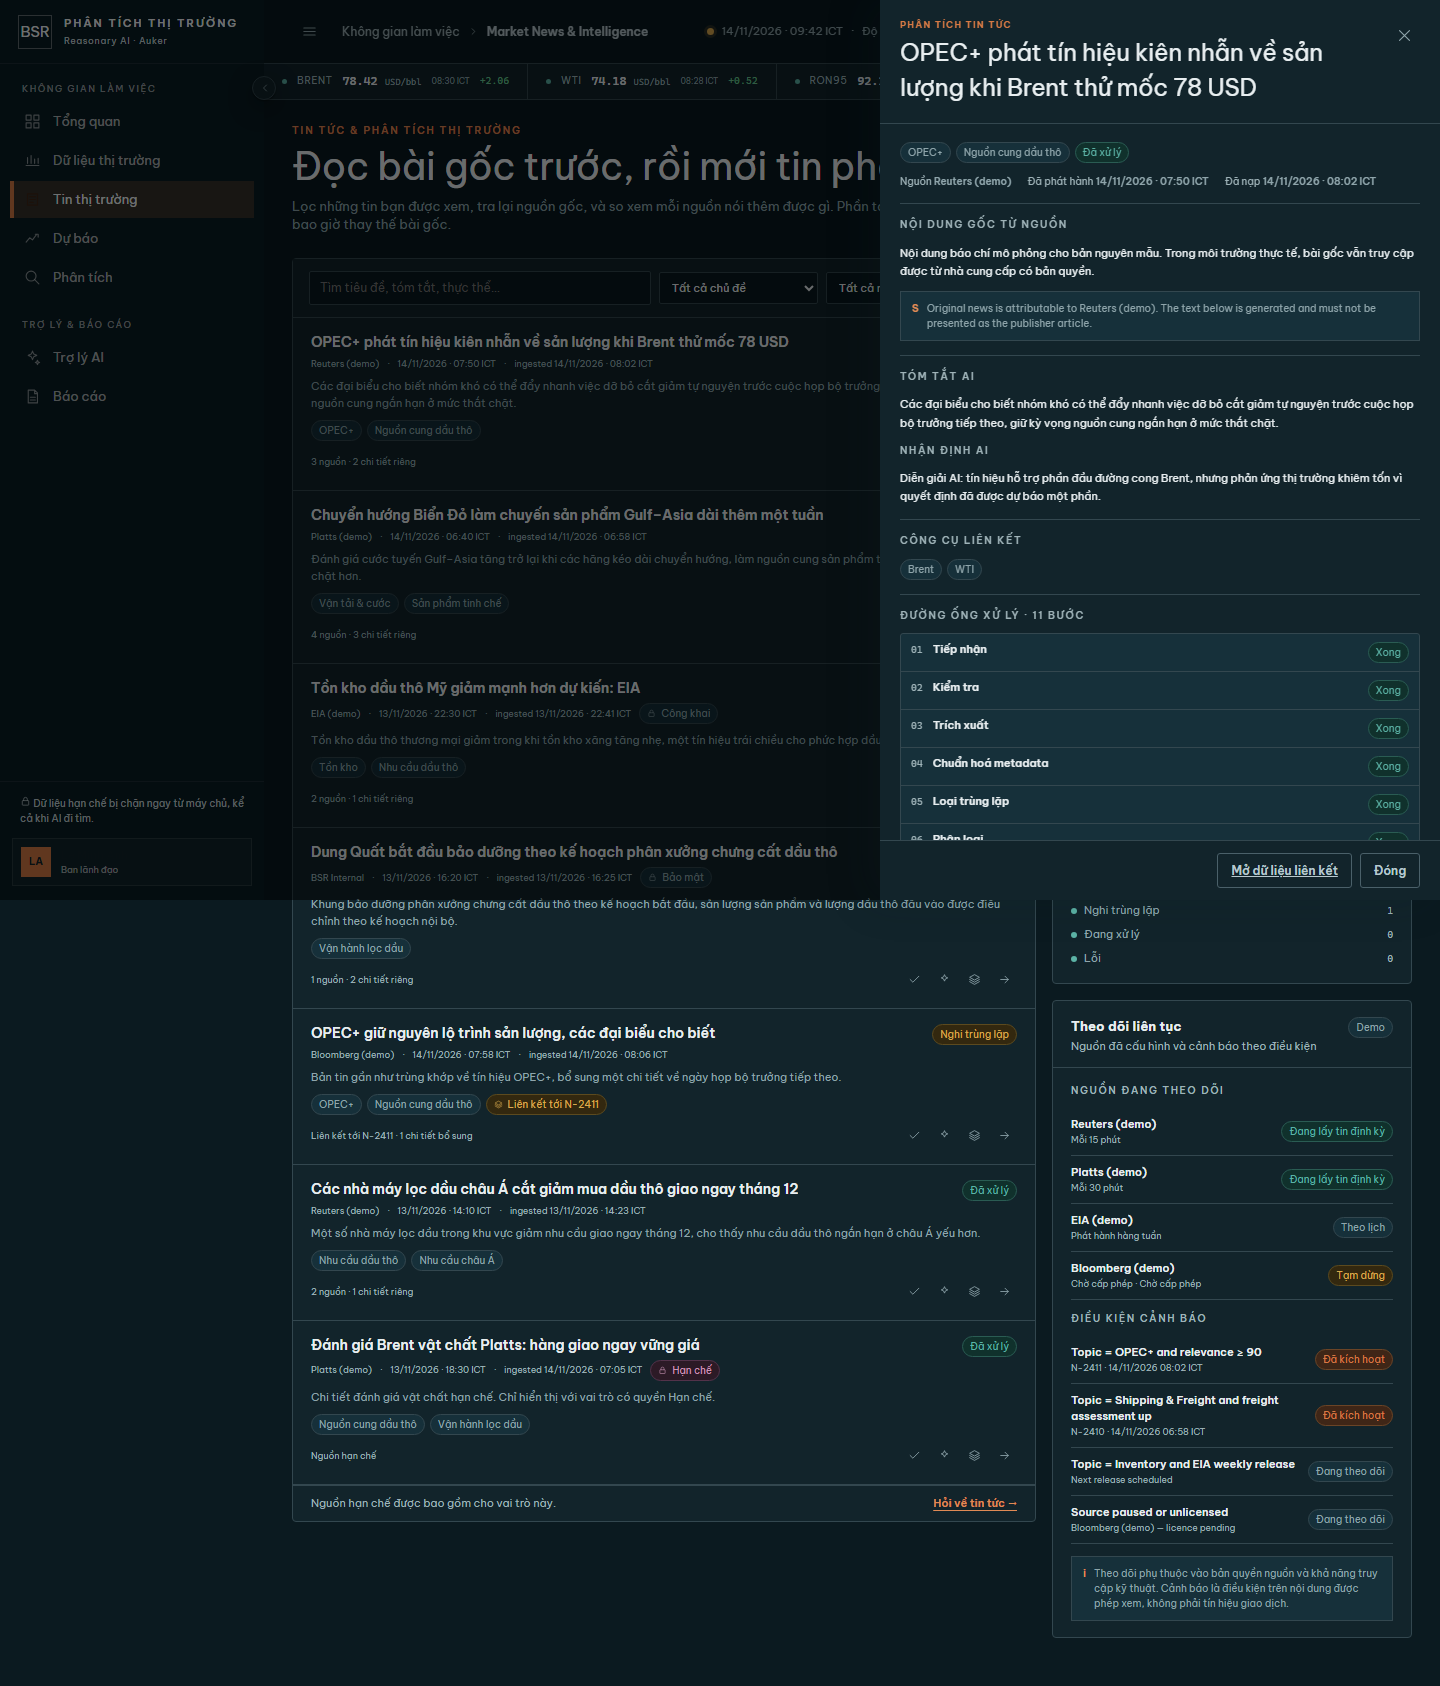 BSR
PHÂN TÍCH THỊ TRƯỜNG
Reasonary AI · Auker
KHÔNG GIAN LÀM VIỆC
Tổng quan
Dữ liệu thị trường
Tin thị trường
Dự báo
Phân tích
TRỢ LÝ & BÁO CÁO
Trợ lý AI
Báo cáo
Dữ liệu hạn chế bị chặn ngay từ máy chủ, kể
cả khi AI đi tìm.
LA
Ban lãnh đạo
Không gian làm việc › Market News & Intelligence
14/11/2026 · 09:42 ICT · Độ
BRENT 78.42 USD/bbl 08:30 ICT +2.06
WTI 74.18 USD/bbl 08:28 ICT +0.52
RON95 92.
TIN TỨC & PHÂN TÍCH THỊ TRƯỜNG
Đọc bài gốc trước, rồi mới tin
Lọc những tin bạn được xem, tra lại nguồn gốc, và so xem mỗi nguồn nói thêm được gì. Phần
bao giờ thay thế bài gốc.
Tìm tiêu đề, tóm tắt, thực thể...
Tất cả chủ đề
Tất cả
OPEC+ phát tín hiệu kiên nhẫn về sản lượng khi Brent thử mốc 78 USD
Reuters (demo) · 14/11/2026 · 07:50 ICT · ingested 14/11/2026 · 08:02 ICT
Các đại biểu cho biết nhóm khó có thể đẩy nhanh việc dỡ bỏ cắt giảm tự nguyện trước cuộc họp bộ trưởng
nguồn cung ngắn hạn ở mức thắt chặt.
OPEC+
Nguồn cung dầu thô
3 nguồn · 2 chi tiết riêng
Chuyển hướng Biển Đỏ làm chuyến sản phẩm Gulf–Asia dài thêm một tuần
Platts (demo) · 14/11/2026 · 06:40 ICT · ingested 14/11/2026 · 06:58 ICT
Đánh giá cước tuyến Gulf–Asia tăng trở lại khi các hãng kéo dài chuyển hướng, làm nguồn cung sản phẩm
chặt hơn.
Vận tải & cước
Sản phẩm tinh chế
4 nguồn · 3 chi tiết riêng
Tồn kho dầu thô Mỹ giảm mạnh hơn dự kiến: EIA
EIA (demo) · 13/11/2026 · 22:30 ICT · ingested 13/11/2026 · 22:41 ICT
Công khai
Tồn kho dầu thô thương mại giảm trong khi tồn kho xăng tăng nhẹ, một tín hiệu trái chiều cho phức hợp dầu
Tồn kho
Nhu cầu dầu thô
2 nguồn · 1 chi tiết riêng
Dung Quất bắt đầu bảo dưỡng theo kế hoạch phân xưởng chưng cất dầu thô
BSR Internal · 13/11/2026 · 16:20 ICT · ingested 13/11/2026 · 16:25 ICT
Bảo mật
Khung bảo dưỡng phân xưởng chưng cất dầu thô theo kế hoạch bắt đầu, sản lượng sản phẩm và lượng dầu thô đầu vào được điều
chỉnh theo kế hoạch nội bộ.
Vận hành lọc dầu
1 nguồn · 2 chi tiết riêng
OPEC+ giữ nguyên lộ trình sản lượng, các đại biểu cho biết
Nghi trùng lặp
Bloomberg (demo) · 14/11/2026 · 07:58 ICT · ingested 14/11/2026 · 08:06 ICT
Bản tin gần như trùng khớp về tín hiệu OPEC+, bổ sung một chi tiết về ngày họp bộ trưởng tiếp theo.
OPEC+
Nguồn cung dầu thô
Liên kết tới N-2411
Liên kết tới N-2411 · 1 chi tiết bổ sung
Các nhà máy lọc dầu châu Á cắt giảm mua dầu thô giao ngay tháng 12
Đã xử lý
Reuters (demo) · 13/11/2026 · 14:10 ICT · ingested 13/11/2026 · 14:23 ICT
Một số nhà máy lọc dầu trong khu vực giảm nhu cầu giao ngay tháng 12, cho thấy nhu cầu dầu thô ngắn hạn ở châu Á yếu hơn.
Nhu cầu dầu thô
Nhu cầu châu Á
2 nguồn · 1 chi tiết riêng
Đánh giá Brent vật chất Platts: hàng giao ngay vững giá
Đã xử lý
Platts (demo) · 13/11/2026 · 18:30 ICT · ingested 14/11/2026 · 07:05 ICT
Hạn chế
Chi tiết đánh giá vật chất hạn chế. Chỉ hiển thị với vai trò có quyền Hạn chế.
Nguồn cung dầu thô
Vận hành lọc dầu
Nguồn hạn chế
Nguồn hạn chế được bao gồm cho vai trò này.
Hỏi về tin tức →
PHÂN TÍCH TIN TỨC
OPEC+ phát tín hiệu kiên nhẫn về sản
lượng khi Brent thử mốc 78 USD
OPEC+
Nguồn cung dầu thô
Đã xử lý
Nguồn Reuters (demo) Đã phát hành 14/11/2026 · 07:50 ICT Đã nạp 14/11/2026 · 08:02 ICT
NỘI DUNG GỐC TỪ NGUỒN
Nội dung báo chí mô phỏng cho bản nguyên mẫu. Trong môi trường thực tế, bài gốc vẫn truy cập
được từ nhà cung cấp có bản quyền.
S Original news is attributable to Reuters (demo). The text below is generated and must not be
presented as the publisher article.
TÓM TẮT AI
Các đại biểu cho biết nhóm khó có thể đẩy nhanh việc dỡ bỏ cắt giảm tự nguyện trước cuộc họp
bộ trưởng tiếp theo, giữ kỳ vọng nguồn cung ngắn hạn ở mức thắt chặt.
NHẬN ĐỊNH AI
Diễn giải AI: tín hiệu hỗ trợ phần đầu đường cong Brent, nhưng phản ứng thị trường khiêm tốn vì
quyết định đã được dự báo một phần.
CÔNG CỤ LIÊN KẾT
Brent
WTI
ĐƯỜNG ỐNG XỬ LÝ · 11 BƯỚC
01 Tiếp nhận Xong
02 Kiểm tra Xong
03 Trích xuất Xong
04 Chuẩn hoá metadata Xong
05 Loại trùng lặp Xong
06 Phân loại
Mở dữ liệu liên kết
Đóng
Nghi trùng lặp 1
Đang xử lý 0
Lỗi 0
Theo dõi liên tục
Demo
Nguồn đã cấu hình và cảnh báo theo điều kiện
NGUỒN ĐANG THEO DÕI
Reuters (demo)
Mỗi 15 phút
Đang lấy tin định kỳ
Platts (demo)
Mỗi 30 phút
Đang lấy tin định kỳ
EIA (demo)
Phát hành hàng tuần
Theo lịch
Bloomberg (demo)
Chờ cấp phép · Chờ cấp phép
Tạm dừng
ĐIỀU KIỆN CẢNH BÁO
Topic = OPEC+ and relevance ≥ 90
N-2411 · 14/11/2026 08:02 ICT
Đã kích hoạt
Topic = Shipping & Freight and freight
assessment up
N-2410 · 14/11/2026 06:58 ICT
Đã kích hoạt
Topic = Inventory and EIA weekly release
Next release scheduled
Đang theo dõi
Source paused or unlicensed
Bloomberg (demo) — licence pending
Đang theo dõi
i Theo dõi phụ thuộc vào bản quyền nguồn và khả năng truy
cập kỹ thuật. Cảnh báo là điều kiện trên nội dung được
phép xem, không phải tín hiệu giao dịch.